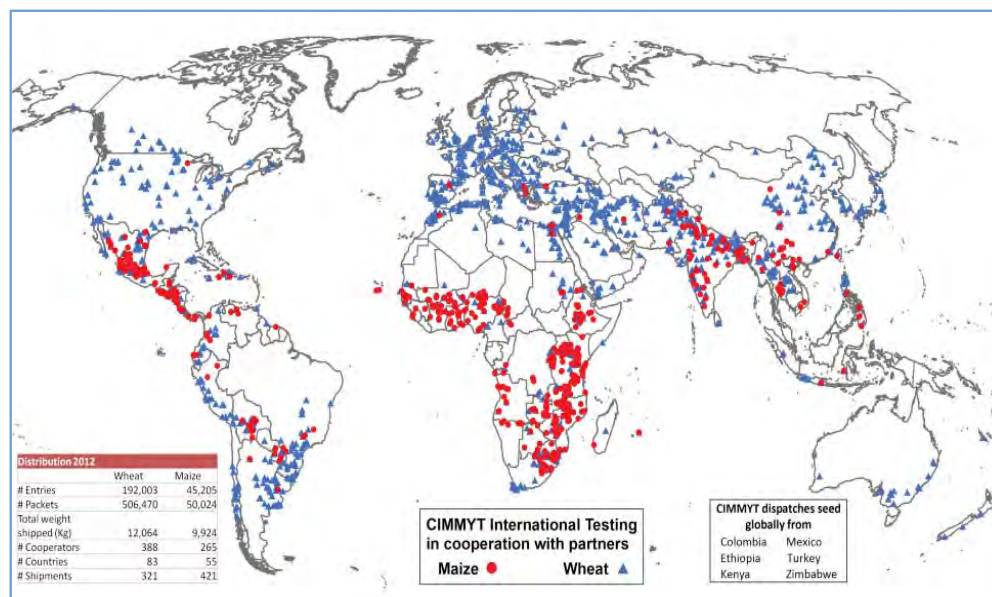 Distribution 2012
Wheat Maize
# Entries 192,003 45,205
# Packets 506,470 50,024
Total weight
shipped (Kg) 12,064 9,924
# Cooperators 388 265
# Countries 83 55
# Shipments 321 421
CIMMYT International Testing
in cooperation with partners
Maize Wheat
CIMMYT dispatches seed
globally from
Colombia Mexico
Ethiopia Turkey
Kenya Zimbabwe